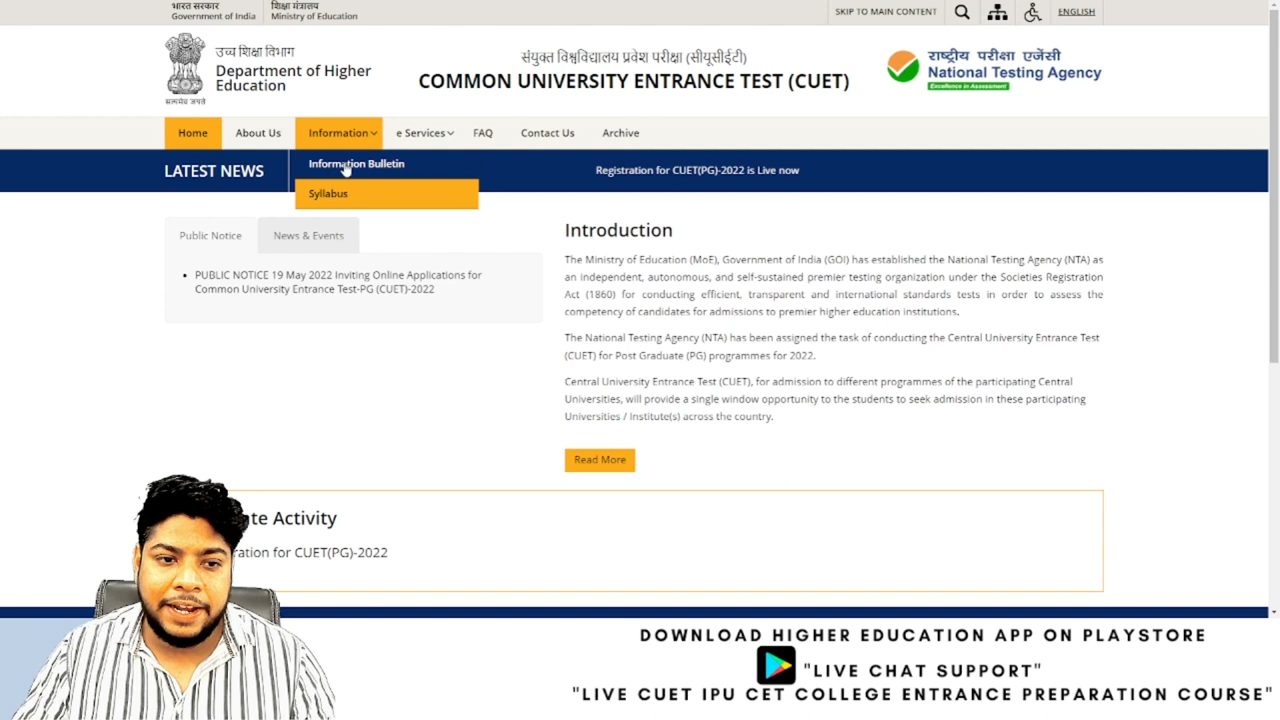 भारत सरकार
Government of India
शिक्षा मंत्रालय
Ministry of Education
SKIP TO MAIN CONTENT
ENGLISH
सत्यमेव जयते
उच्च शिक्षा विभाग
Department of Higher
Education
संयुक्त विश्वविद्यालय प्रवेश परीक्षा (सीयूसीईटी)
COMMON UNIVERSITY ENTRANCE TEST (CUET)
राष्ट्रीय परीक्षा एजेंसी
National Testing Agency
Excellence in Assessment
Home
About Us
Information
e Services
FAQ
Contact Us
Archive
LATEST NEWS
Information Bulletin
Syllabus
Registration for CUET(PG)-2022 is Live now
Public Notice
News & Events
PUBLIC NOTICE 19 May 2022 Inviting Online Applications for
Common University Entrance Test-PG (CUET)-2022
Introduction
The Ministry of Education (MoE), Government of India (GOI) has established the National Testing Agency (NTA) as
an independent, autonomous, and self-sustained premier testing organization under the Societies Registration
Act (1860) for conducting efficient, transparent and international standards tests in order to assess the
competency of candidates for admissions to premier higher education institutions.
The National Testing Agency (NTA) has been assigned the task of conducting the Central University Entrance Test
(CUET) for Post Graduate (PG) programmes for 2022.
Central University Entrance Test (CUET), for admission to different programmes of the participating Central
Universities, will provide a single window opportunity to the students to seek admission in these participating
Universities / Institute(s) across the country.
Read More
te Activity
ration for CUET(PG)-2022
DOWNLOAD HIGHER EDUCATION APP ON PLAYSTORE
"LIVE CHAT SUPPORT"
"LIVE CUET IPU CET COLLEGE ENTRANCE PREPARATION COURSE"